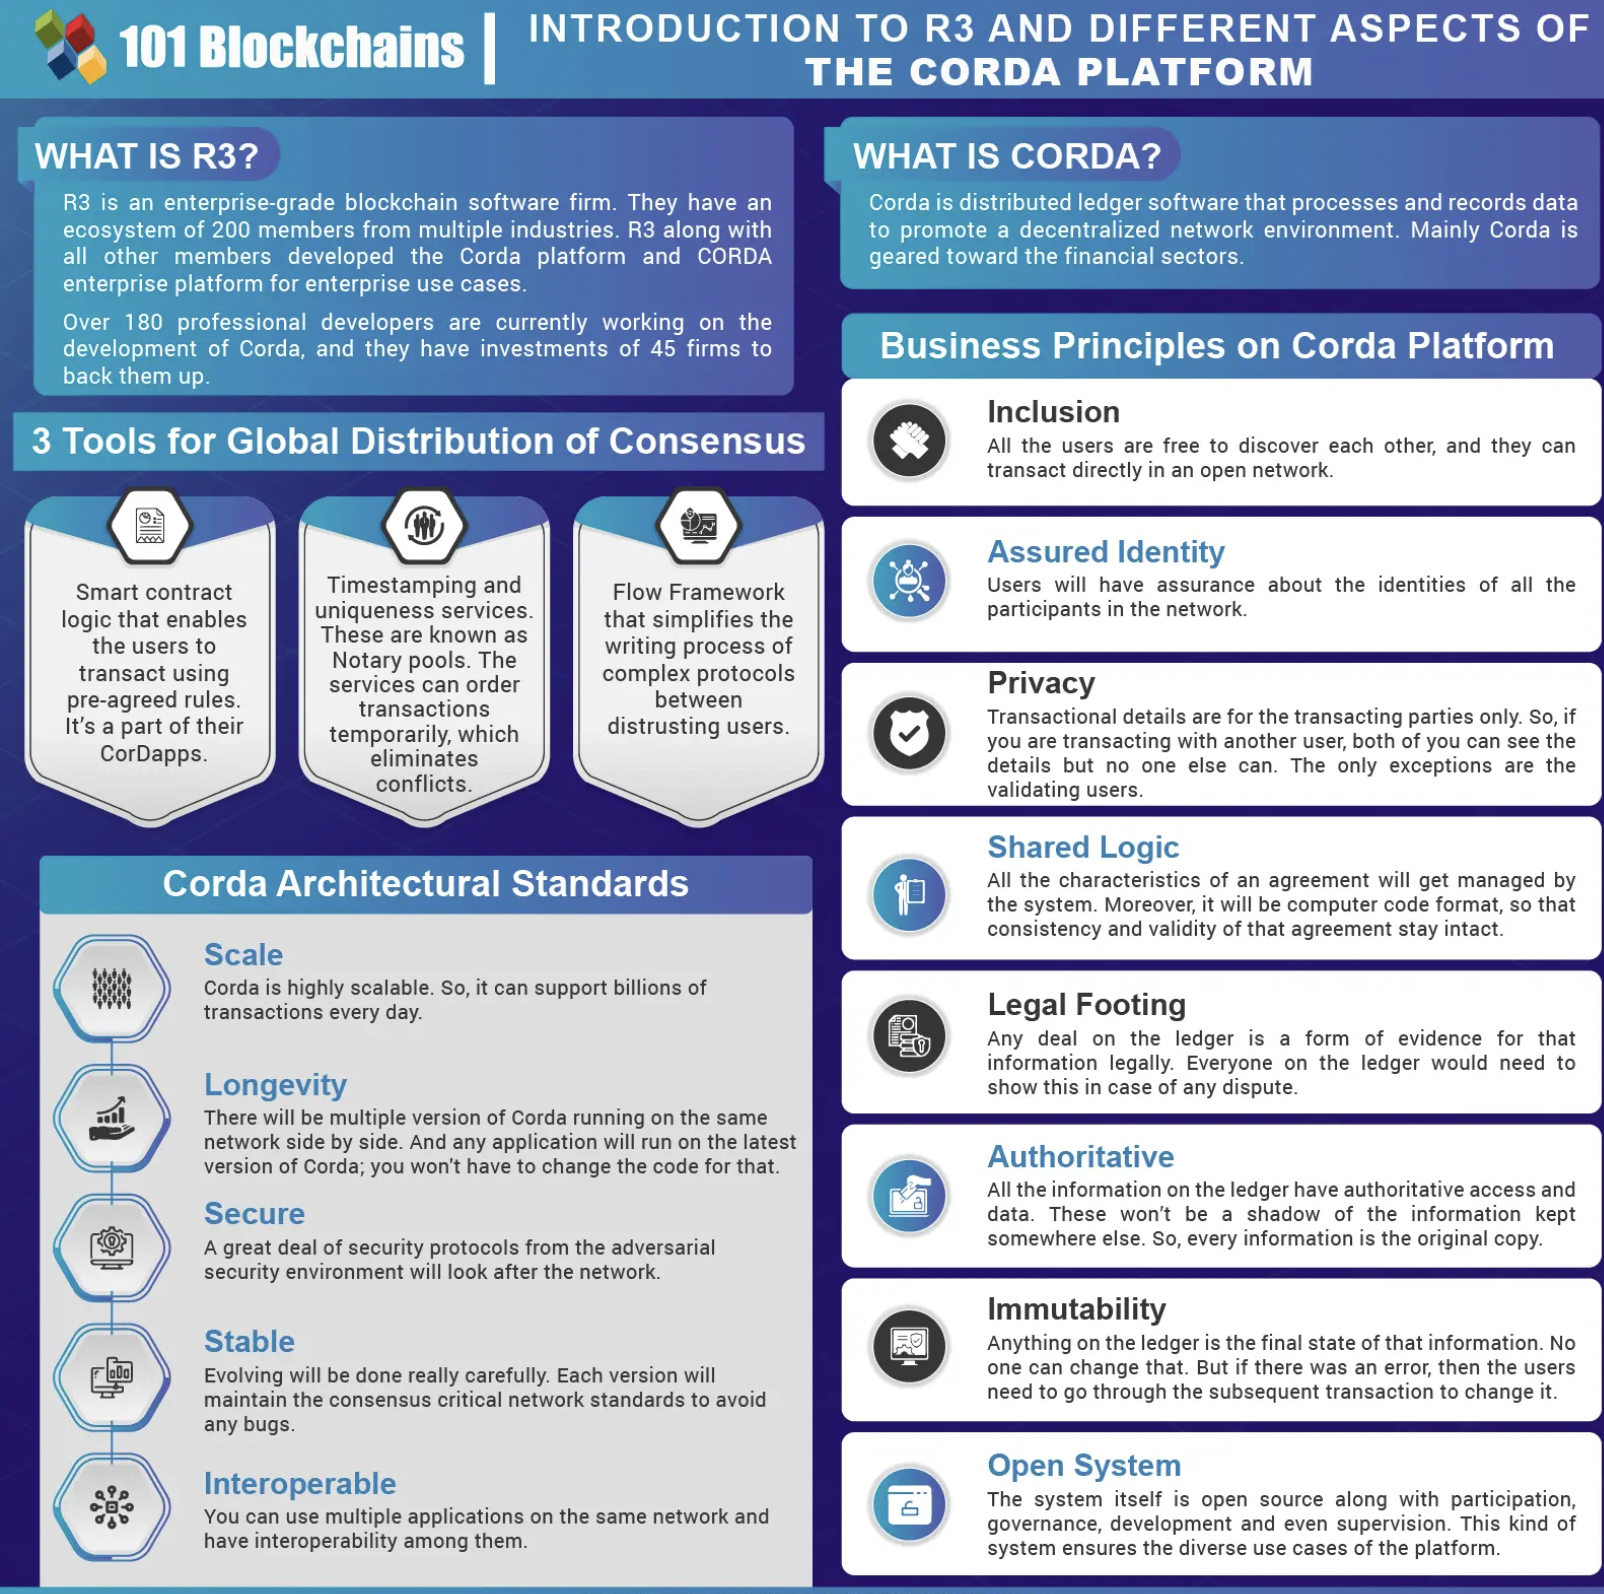 101 Blockchains
INTRODUCTION TO R3 AND DIFFERENT ASPECTS OF
THE CORDA PLATFORM
WHAT IS R3?
R3 is an enterprise-grade blockchain software firm. They have an
ecosystem of 200 members from multiple industries. R3 along with
all other members developed the Corda platform and CORDA
enterprise platform for enterprise use cases.
Over 180 professional developers are currently working on the
development of Corda, and they have investments of 45 firms to
back them up.
3 Tools for Global Distribution of Consensus
Smart contract
logic that enables
the users to
transact using
pre-agreed rules.
It's a part of their
CorDapps.
Timestamping and
uniqueness services.
These are known as
Notary pools. The
services can order
transactions
temporarily, which
eliminates
conflicts.
Flow Framework
that simplifies the
writing process of
complex protocols
between
distrusting users.
Corda Architectural Standards
Scale
Corda is highly scalable. So, it can support billions of
transactions every day.
Longevity
There will be multiple version of Corda running on the same
network side by side. And any application will run on the latest
version of Corda; you won't have to change the code for that.
Secure
A great deal of security protocols from the adversarial
security environment will look after the network.
Stable
Evolving will be done really carefully. Each version will
maintain the consensus critical network standards to avoid
any bugs.
Interoperable
You can use multiple applications on the same network and
have interoperability among them.
WHAT IS CORDA?
Corda is distributed ledger software that processes and records data
to promote a decentralized network environment. Mainly Corda is
geared toward the financial sectors.
Business Principles on Corda Platform
Inclusion
All the users are free to discover each other, and they can
transact directly in an open network.
Assured Identity
Users will have assurance about the identities of all the
participants in the network.
Privacy
Transactional details are for the transacting parties only. So, if
you are transacting with another user, both of you can see the
details but no one else can. The only exceptions are the
validating users.
Shared Logic
All the characteristics of an agreement will get managed by
the system. Moreover, it will be computer code format, so that
consistency and validity of that agreement stay intact.
Legal Footing
Any deal on the ledger is a form of evidence for that
information legally. Everyone on the ledger would need to
show this in case of any dispute.
Authoritative
All the information on the ledger have authoritative access and
data. These won't be a shadow of the information kept
somewhere else. So, every information is the original copy.
Immutability
Anything on the ledger is the final state of that information. No
one can change that. But if there was an error, then the users
need to go through the subsequent transaction to change it.
Open System
The system itself is open source along with participation,
governance, development and even supervision. This kind of
system ensures the diverse use cases of the platform.